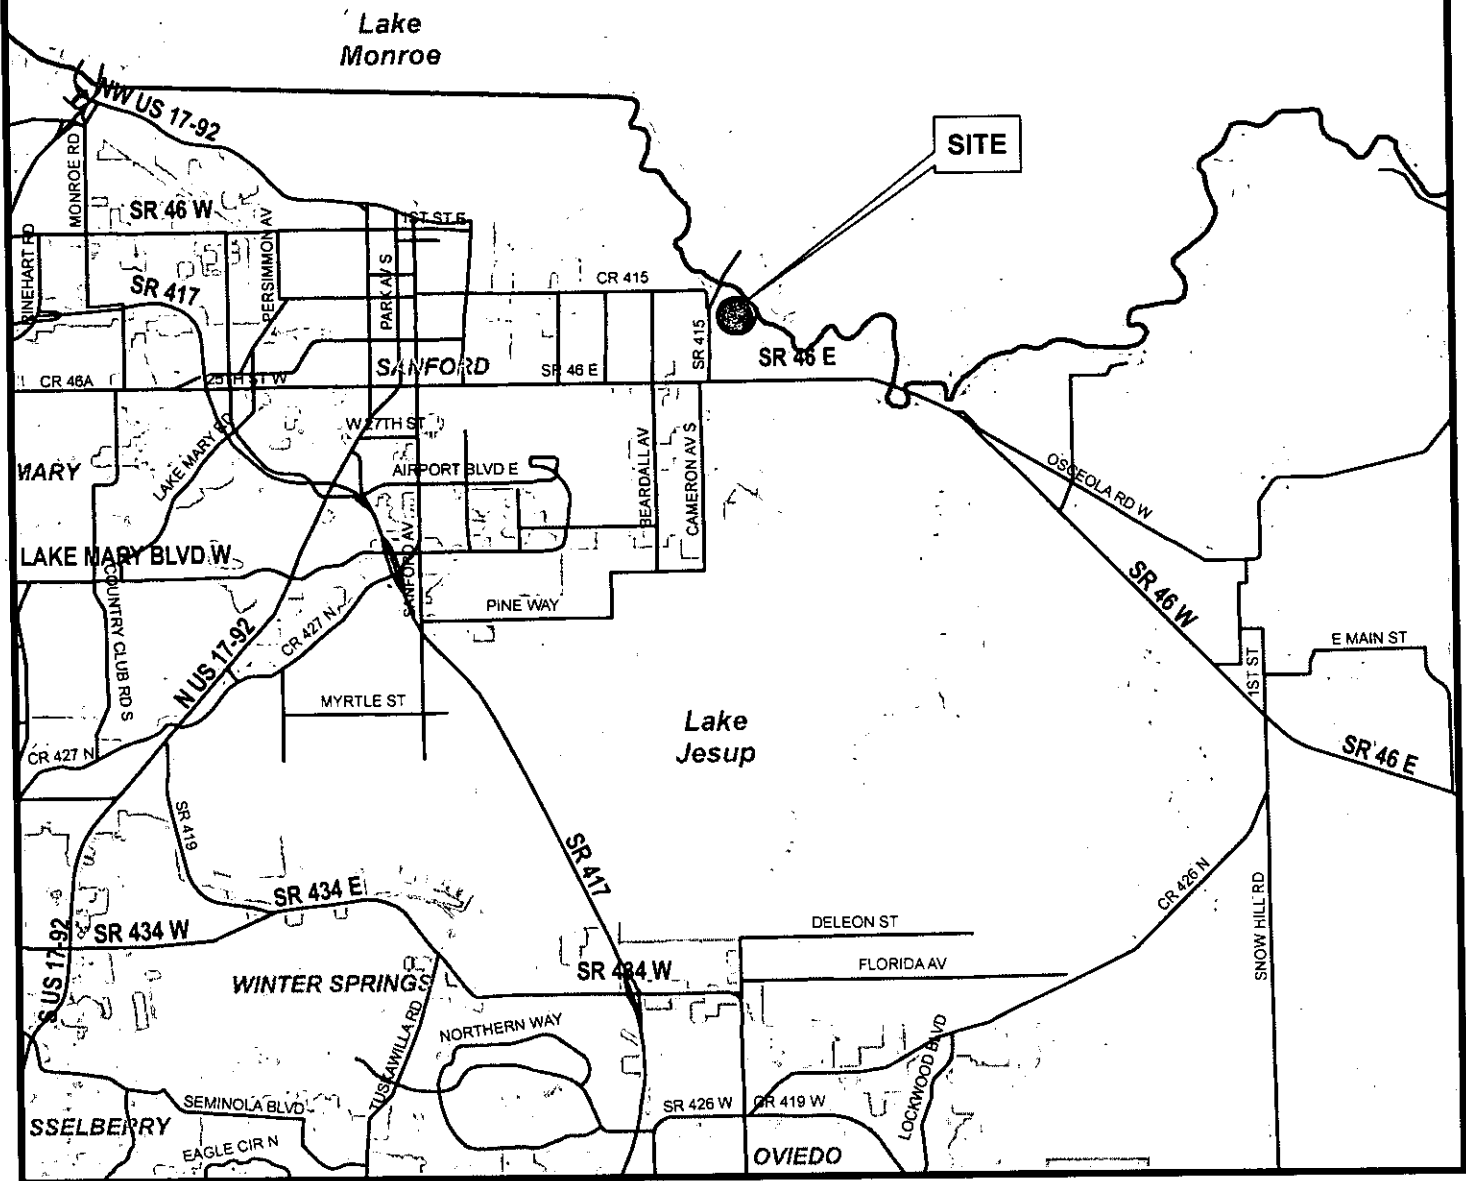 Lake
Monroe
NW US 17-92
SITE
MONROE RD
SR 46 W
1ST ST E
RINEHART RD
PERSIMMON AV
PARK AV S
CR 415
SR 417
SR 415
SR 46 E
SANFORD
SR 46 E
CR 46A
25TH ST W
W 27TH ST
LAKE MARY BD
MARY
AIRPORT BLVD E
BEARDALL AV
CAMERON AV S
OSCEOLA RD W
LAKE MARY BLVD W
SANFORD AV
COUNTRY CLUB RD S
PINE WAY
CR 427 N
SR 46 W
N US 17-92
E MAIN ST
1ST ST
MYRTLE ST
Lake
Jesup
CR 427 N
SR 46 E
SR 419
SR 417
SR 434 E
CR 426 N
SNOW HILL RD
DELEON ST
SR 434 W
S US 17-92
FLORIDA AV
SR 434 W
WINTER SPRINGS
TUSKAWILLA RD
NORTHERN WAY
LOCKWOOD BLVD
SEMINOLA BLVD
SR 426 W
CR 419 W
SSELBERRY
EAGLE CIR N
OVIEDO